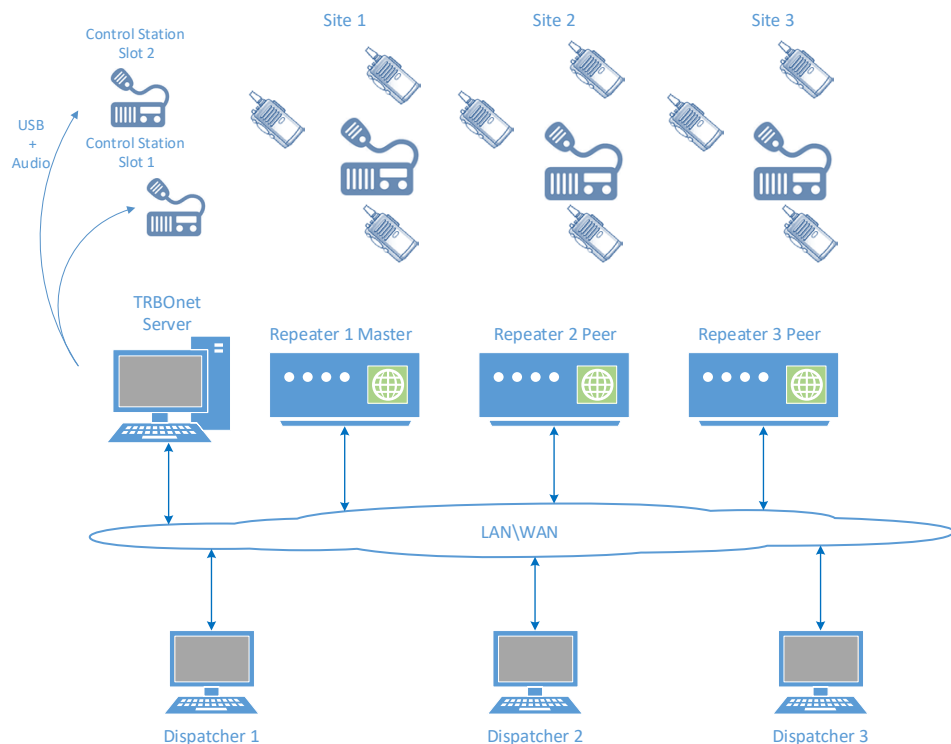 Site 1
Site 2
Site 3
Control Station
Slot 2
USB
+
Audio
Control Station
Slot 1
TRBOnet
Server
Repeater 1 Master
Repeater 2 Peer
Repeater 3 Peer
LAN\WAN
Dispatcher 1
Dispatcher 2
Dispatcher 3